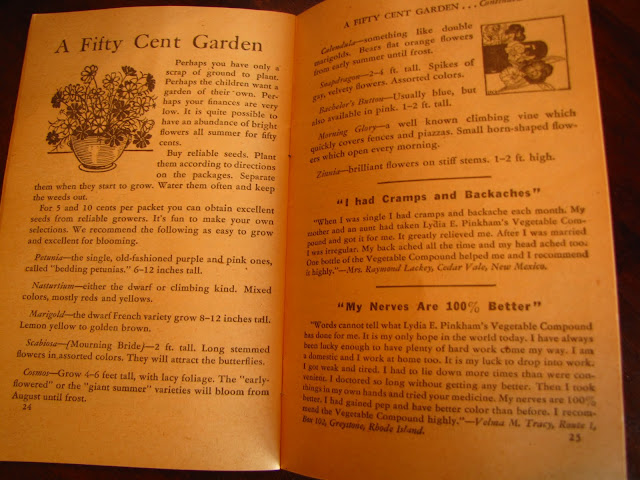 A Fifty Cent Garden
Perhaps you have only a
scrap of ground to plant.
Perhaps the children want a
garden of their own. Per-
haps your finances are very
low. It is quite possible to
have an abundance of bright
flowers all summer for fifty
cents.
Buy reliable seeds. Plant
them according to directions
on the packages. Separate
them when they start to grow. Water them often and keep
the weeds out.
For 5 and 10 cents per packet you can obtain excellent
seeds from reliable growers. It's fun to make your own
selections. We recommend the following as easy to grow
and excellent for blooming.
Petunia—the single, old-fashioned purple and pink ones,
called "bedding petunias." 6-12 inches tall.
Nasturtium—either the dwarf or climbing kind. Mixed
colors, mostly reds and yellows.
Marigold—the dwarf French variety grow 8-12 inches tall.
Lemon yellow to golden brown.
Scabiosa—(Mourning Bride)—2 ft. tall. Long stemmed
flowers in assorted colors. They will attract the butterflies.
Cosmos—Grow 4-6 feet tall, with lacy foliage. The "early-
flowered" or the "giant summer" varieties will bloom from
August until frost.
24
A FIFTY CENT GARDEN . . . Continued
Calendula—something like double
marigolds. Bears flat orange flowers
from early summer until frost.
Snapdragon—2-4 ft. tall. Spikes of
gay, velvety flowers. Assorted colors.
Bachelor's Button—Usually blue, but
also available in pink. 1-2 ft. tall.
Morning Glory—a well known climbing vine which
quickly covers fences and piazzas. Small horn-shaped flow-
ers which open every morning.
Zinnia—brilliant flowers on stiff stems. 1-2 ft. high.
"I had Cramps and Backaches"
"When I was single I had cramps and backache each month. My
mother and an aunt had taken Lydia E. Pinkham's Vegetable Com-
pound and got it for me. It greatly relieved me. After I was married
I was irregular. My back ached all the time and my head ached too.
One bottle of the Vegetable Compound helped me and I recommend
it highly."—Mrs. Raymond Lackey, Cedar Vale, New Mexico.
"My Nerves Are 100% Better"
"Words cannot tell what Lydia E. Pinkham's Vegetable Compound
has done for me. It is my only hope in the world today. I have always
been lucky enough to have plenty of hard work come my way. I am
a domestic and I work at home too. It is my luck to drop into work.
I got weak and tired. I had to lie down more times than were con-
venient. I doctored so long without getting any better. Then I took
things in my own hands and tried your medicine. My nerves are 100%
better. I had gained pep and have better color than before. I recom-
mend the Vegetable Compound highly."—Velma M. Tracy, Route 1,
Box 102, Greystone, Rhode Island.
25